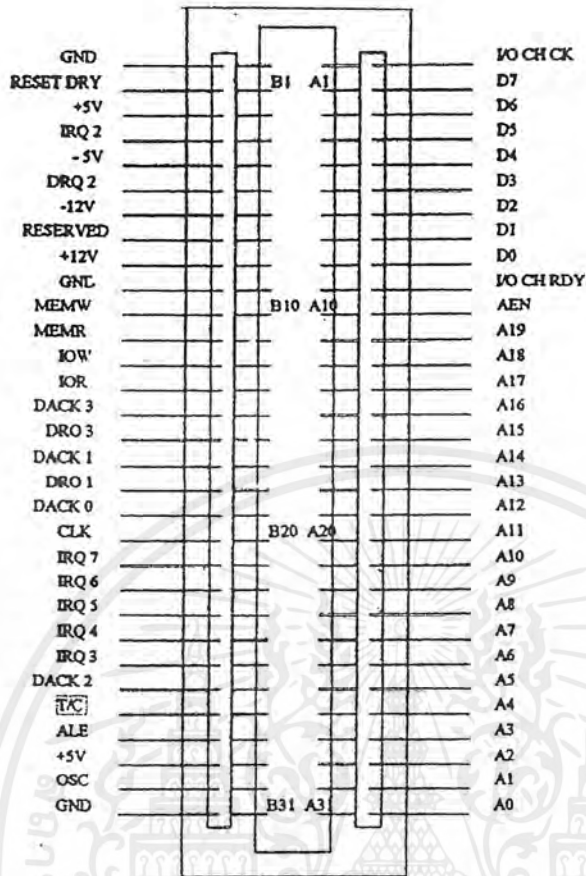 GND I/O CH CK
RESET DRY B1 A1 D7
+5V D6
IRQ 2 D5
- 5V D4
DRQ 2 D3
-12V D2
RESERVED D1
+12V D0
GND I/O CH RDY
MEMW B10 A10 AEN
MEMR A19
IOW A18
IOR A17
DACK 3 A16
DRO 3 A15
DACK 1 A14
DRO 1 A13
DACK 0 A12
CLK B20 A20 A11
IRQ 7 A10
IRQ 6 A9
IRQ 5 A8
IRQ 4 A7
IRQ 3 A6
DACK 2 A5
T/C A4
ALE A3
+5V A2
OSC A1
GND B31 A31 A0